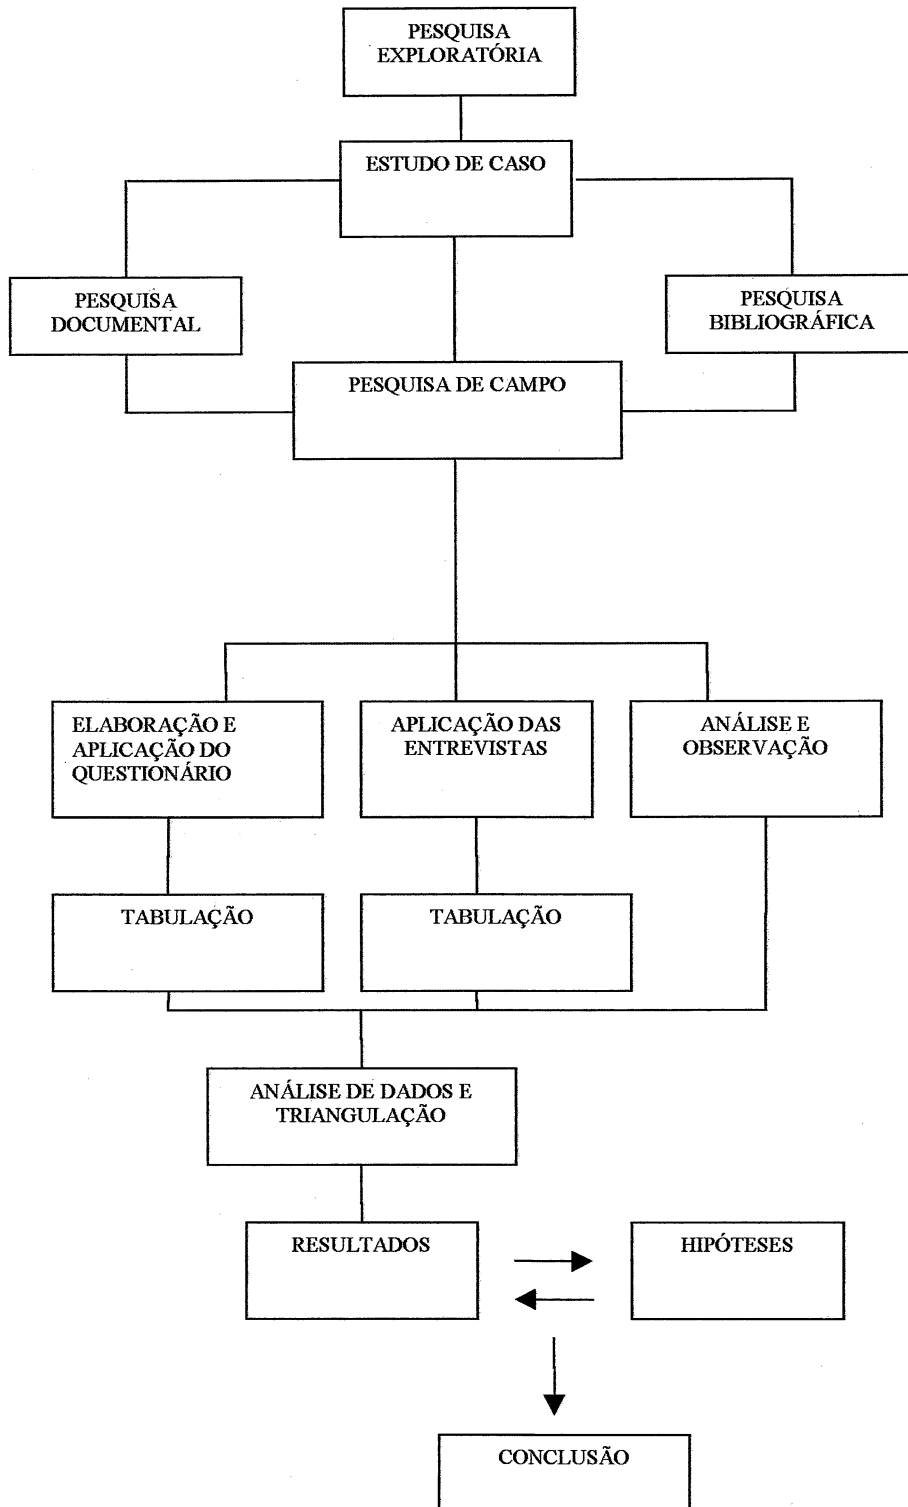 PESQUISA
EXPLORATÓRIA
ESTUDO DE CASO
PESQUISA
DOCUMENTAL
PESQUISA
BIBLIOGRÁFICA
PESQUISA DE CAMPO
ELABORAÇÃO E
APLICAÇÃO DO
QUESTIONÁRIO
APLICAÇÃO DAS
ENTREVISTAS
ANÁLISE E
OBSERVAÇÃO
TABULAÇÃO
TABULAÇÃO
ANÁLISE DE DADOS E
TRIANGULAÇÃO
RESULTADOS
HIPÓTESES
CONCLUSÃO